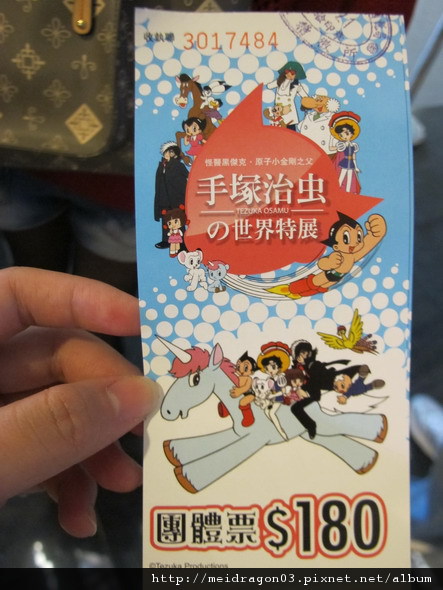 收執聯 3017484
怪醫黑傑克・原子小金剛之父
手塚治虫
TEZUKA OSAMU
の世界特展
團體票$180
©Tezuka Productions
http://meidragon03.pixnet.net/album